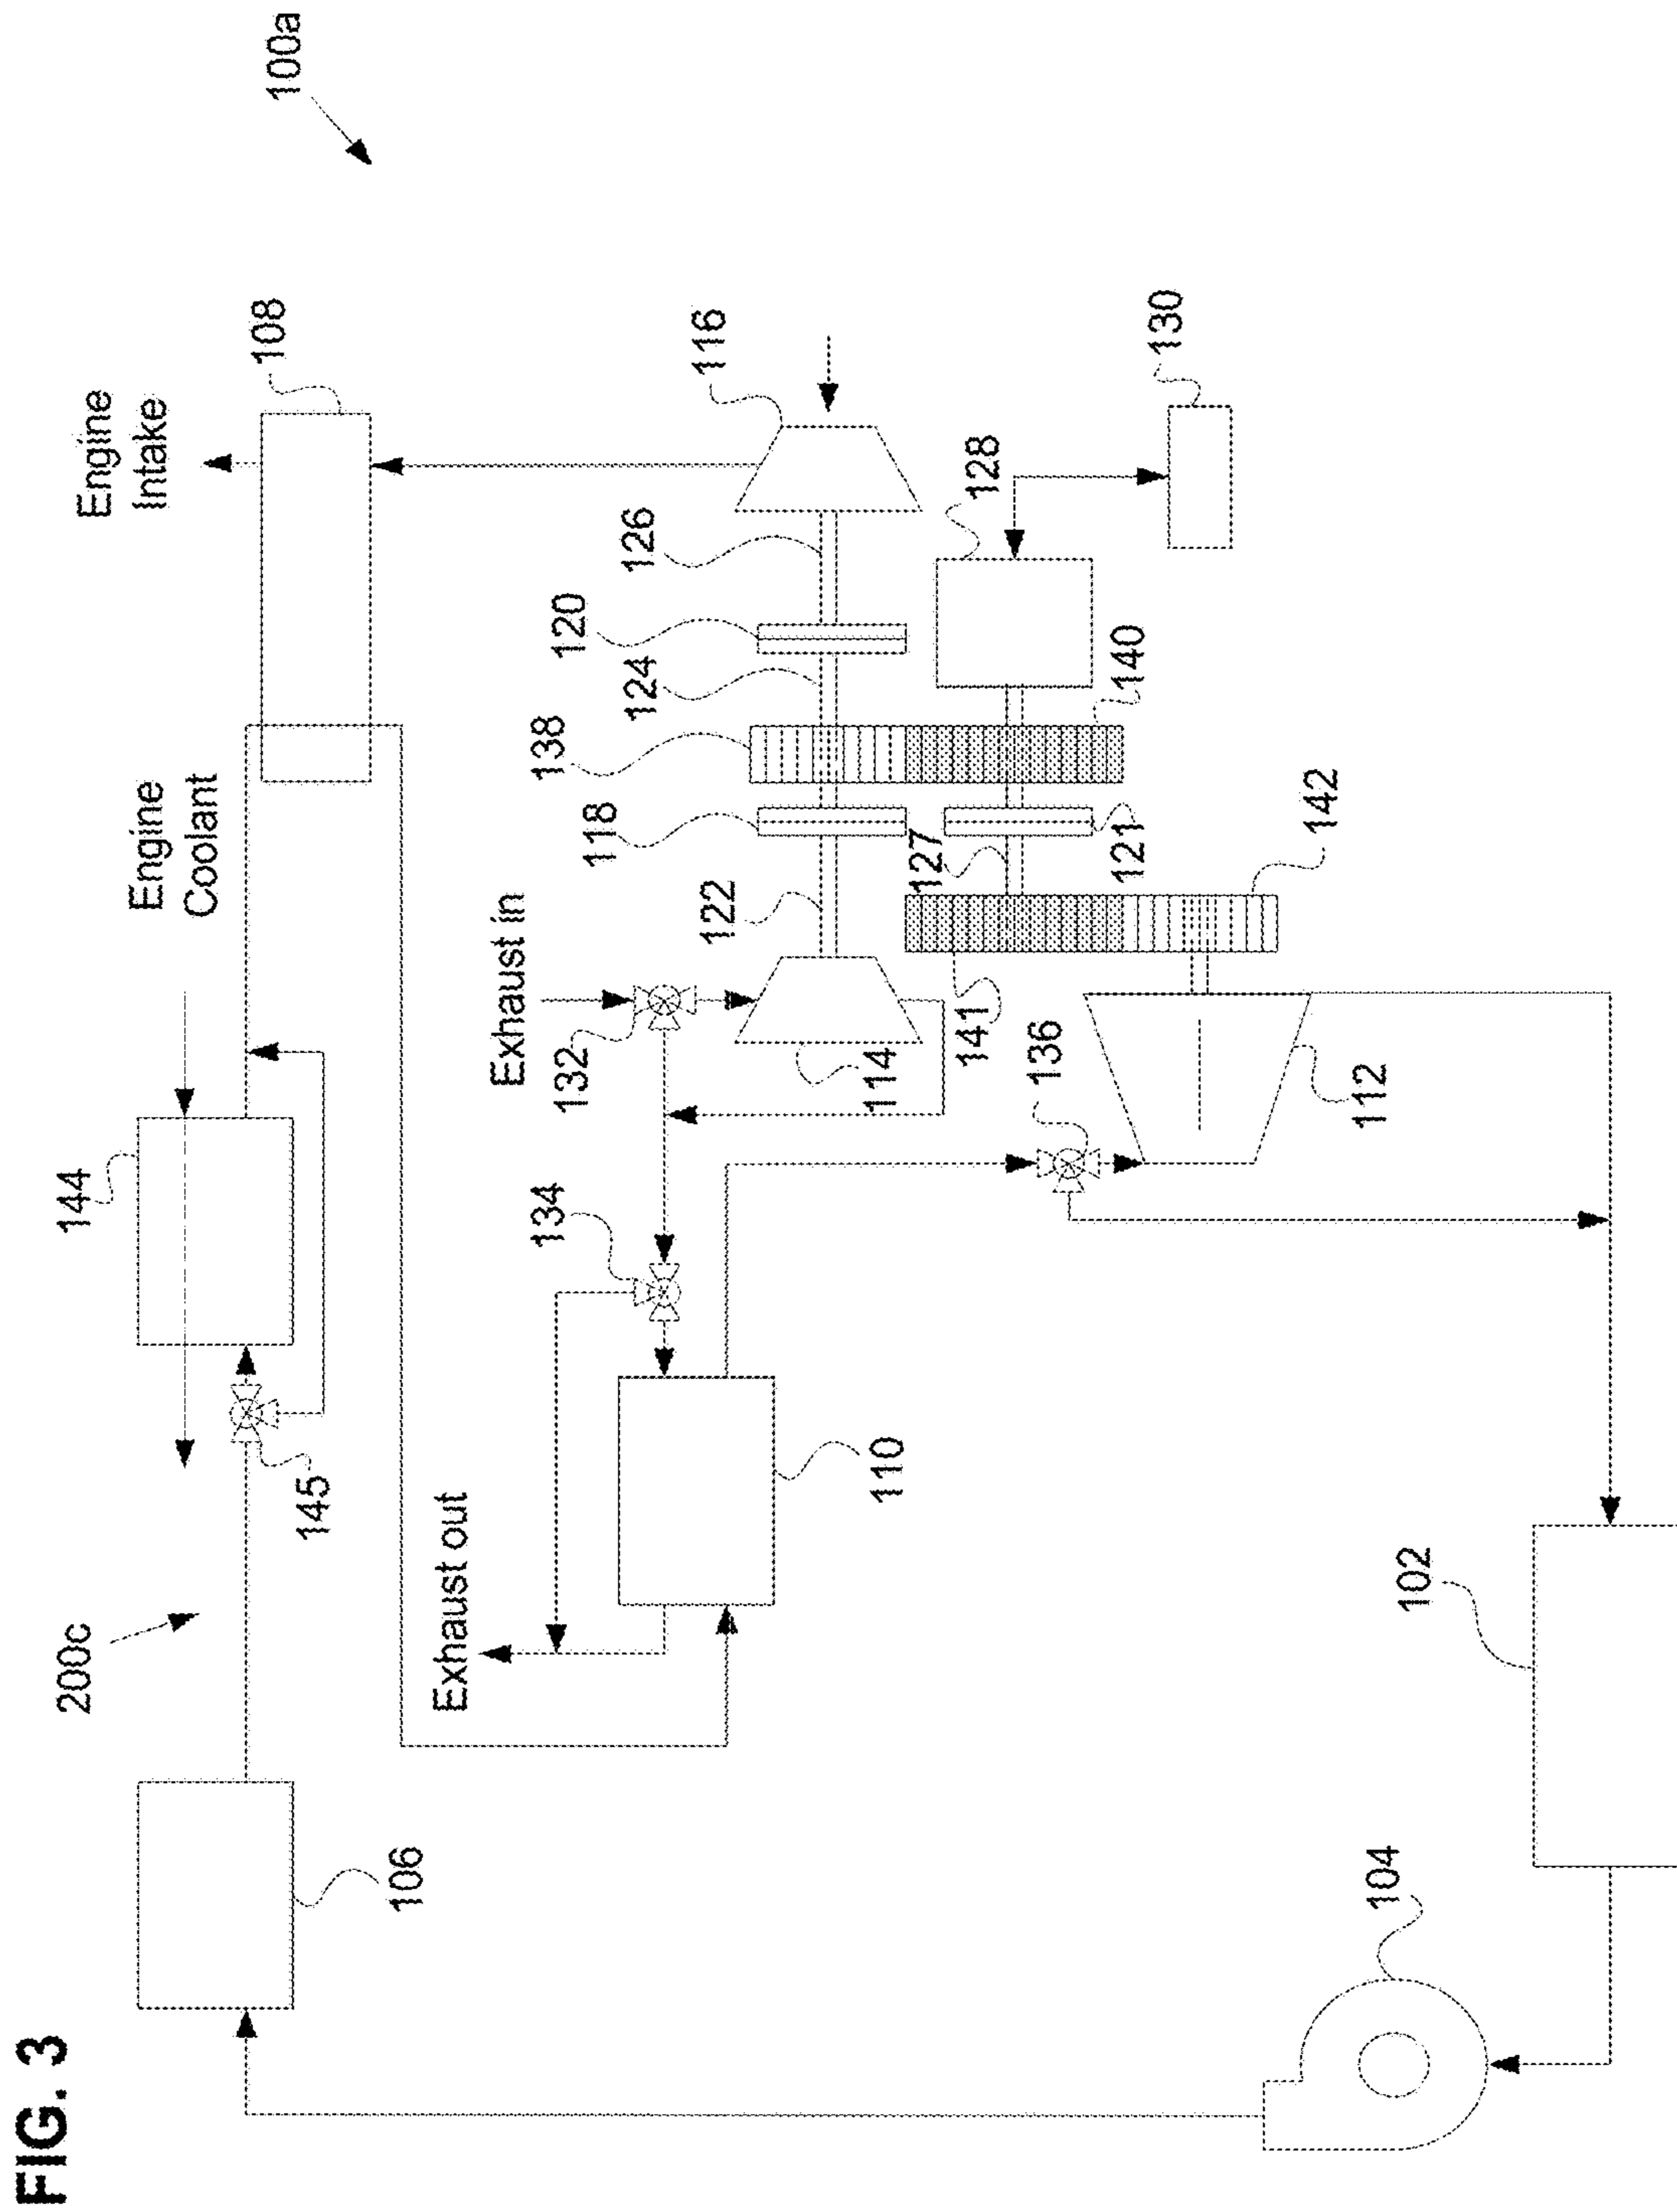 FIG. 3
100a
200c
Engine
Intake
Engine
Coolant
108
144
145
106
Exhaust in
Exhaust out
132
134
110
114
122
118
138
124
120
126
116
128
130
140
121
127
141
142
136
112
102
104